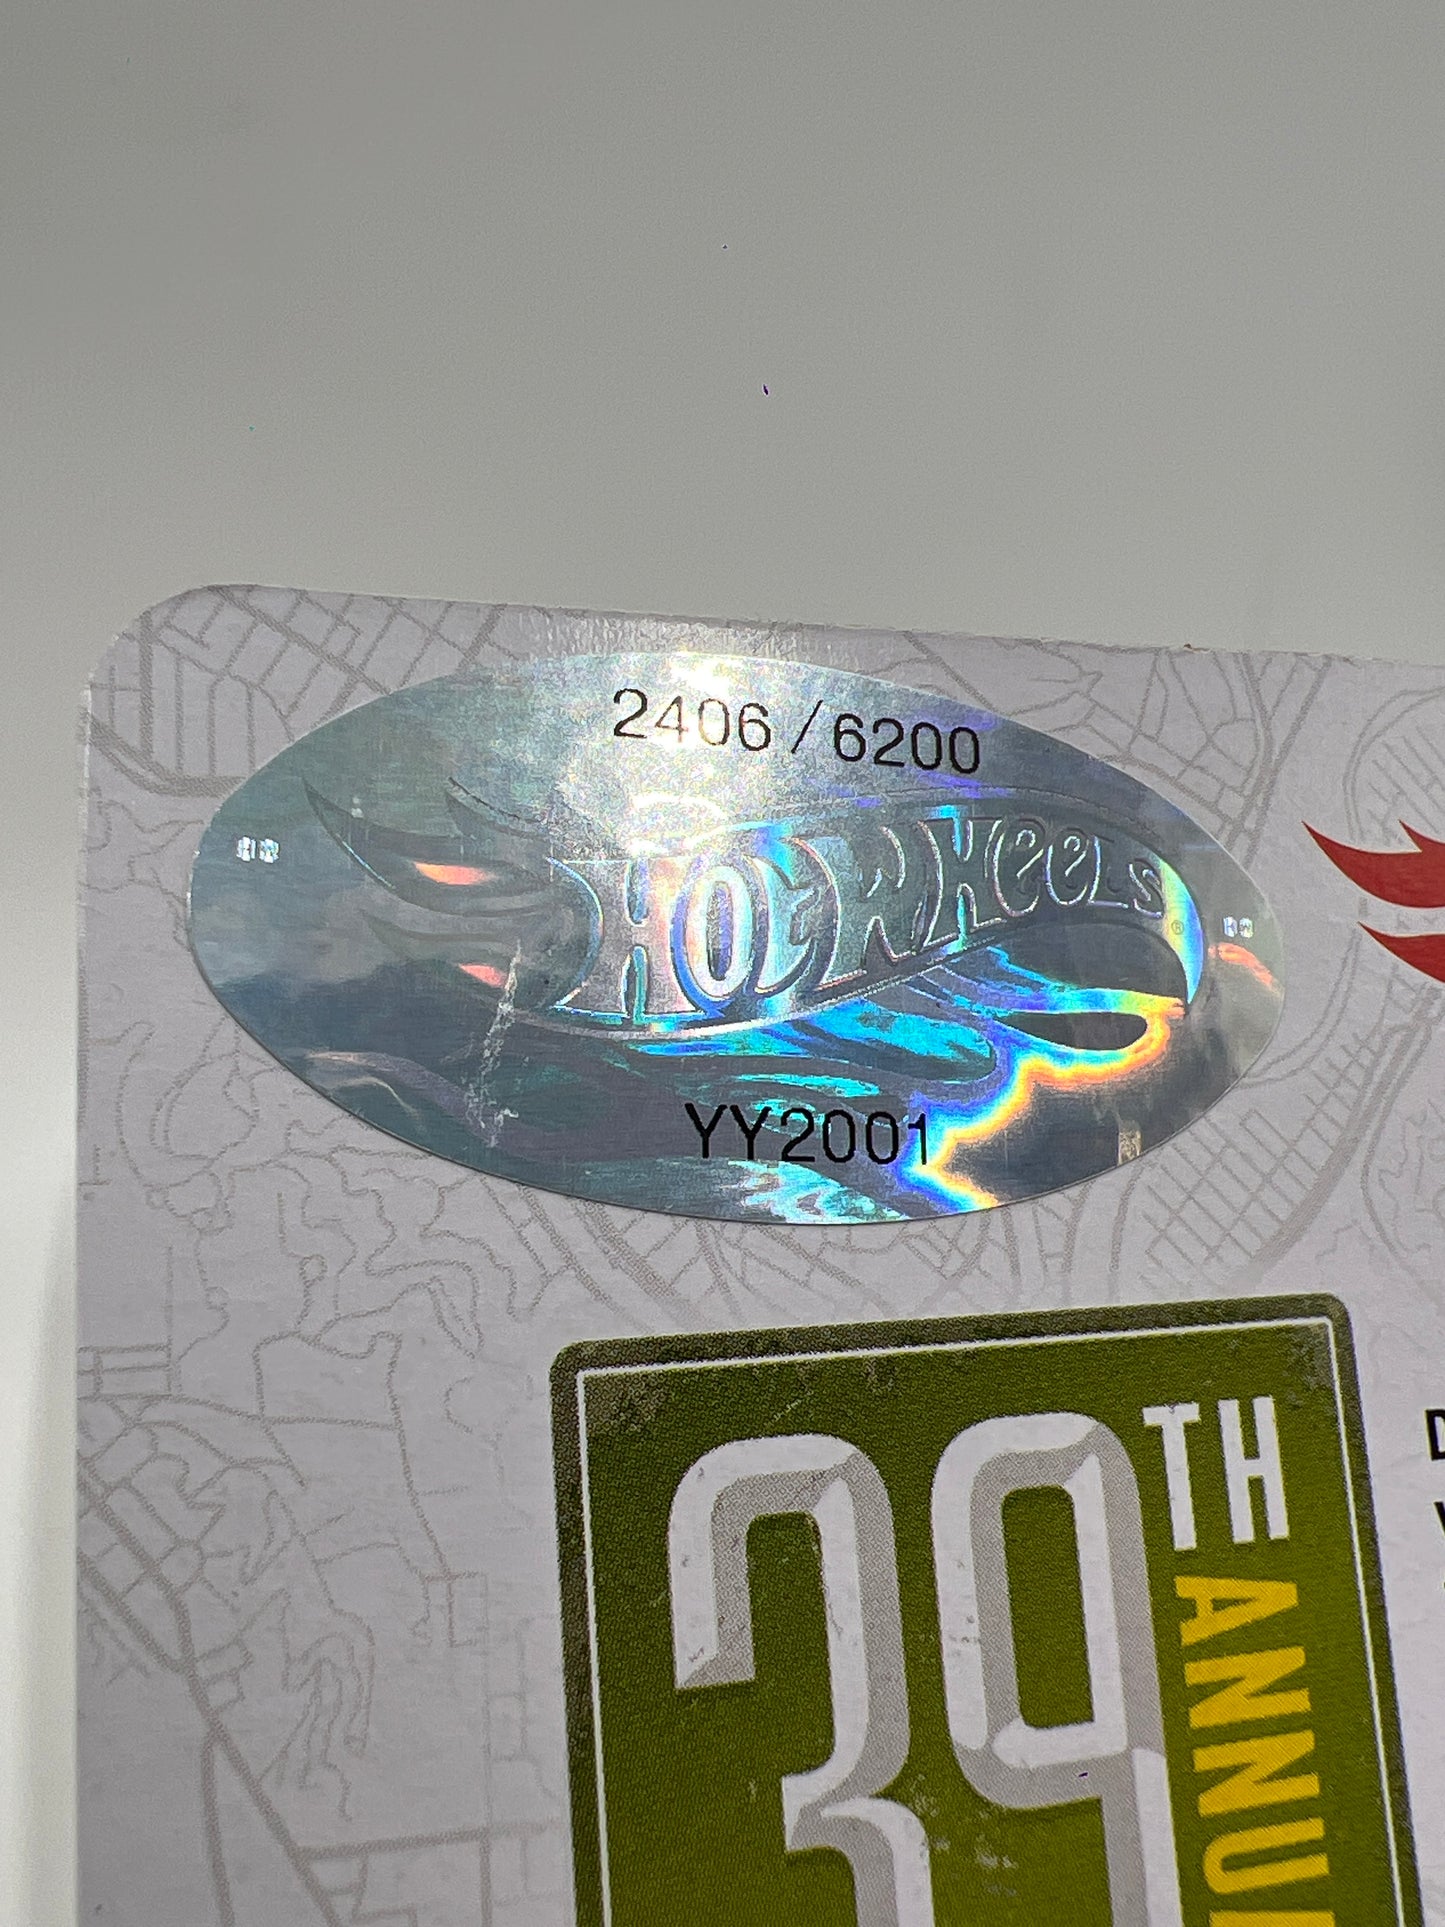 2406/6200
HOT WHEELS ®
YY2001
39TH ANNU